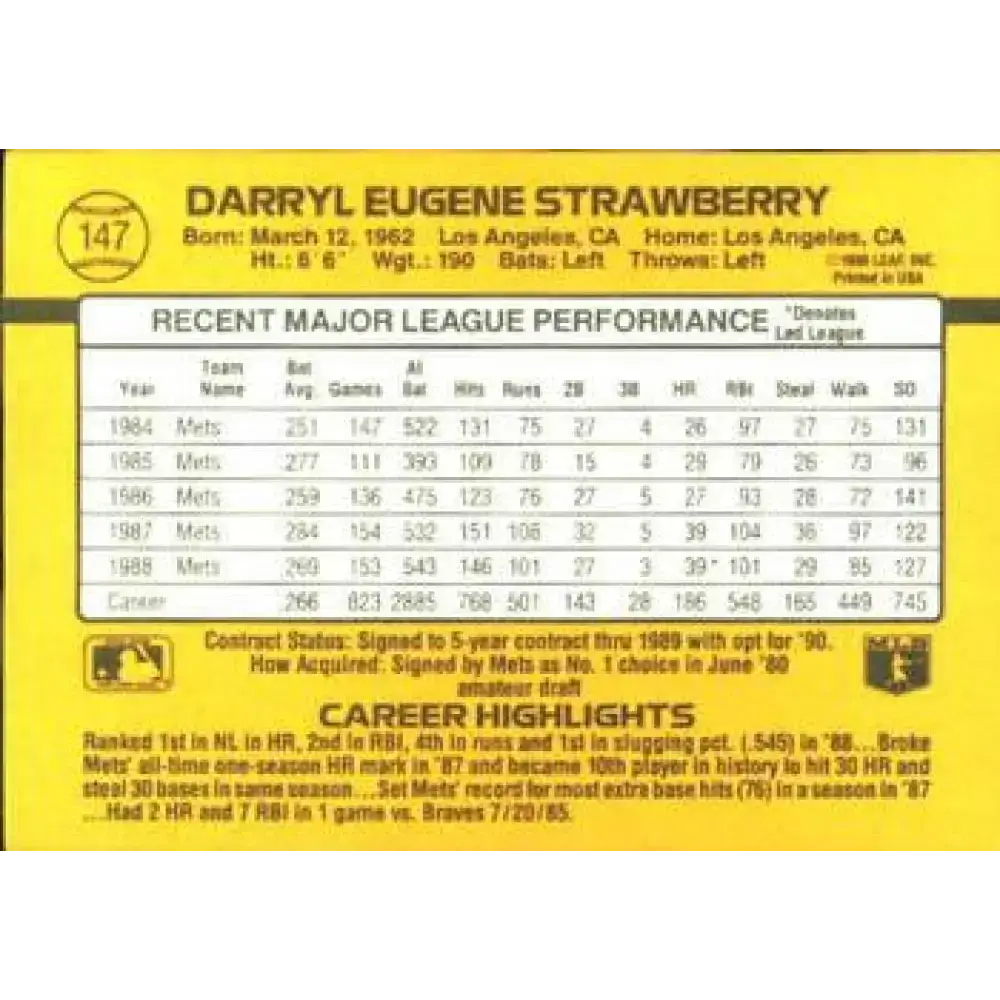 147
DARRYL EUGENE STRAWBERRY
Born: March 12, 1962 Los Angeles, CA Home: Los Angeles, CA
Ht.: 6'6" Wgt.: 190 Bats: Left Throws: Left
LEAF, INC.
Printed in USA
RECENT MAJOR LEAGUE PERFORMANCE
*Denotes
Led League
Year Team Name Bat Avg Games At Bat Hits Runs 2B 3B HR RBI Steal Walk SO
1984 Mets .251 147 522 131 75 27 4 26 97 27 75 131
1985 Mets .277 111 393 109 78 15 4 29 79 26 73 96
1986 Mets .259 136 475 123 76 27 5 27 93 28 72 141
1987 Mets .284 154 532 151 108 32 5 39 104 36 97 122
1988 Mets .269 153 543 146 101 27 3 39* 101 29 85 127
Career .266 823 2885 768 501 143 28 186 548 165 449 745
Contract Status: Signed to 5-year contract thru 1989 with opt for '90.
How Acquired: Signed by Mets as No. 1 choice in June '80
amateur draft
CAREER HIGHLIGHTS
Ranked 1st in NL in HR, 2nd in RBI, 4th in runs and 1st in slugging pct. (.545) in '88...Broke
Mets' all-time one-season HR mark in '87 and became 10th player in history to hit 30 HR and
steal 30 bases in same season...Set Mets' record for most extra base hits (76) in a season in '87
...Had 2 HR and 7 RBI in 1 game vs. Braves 7/20/85.